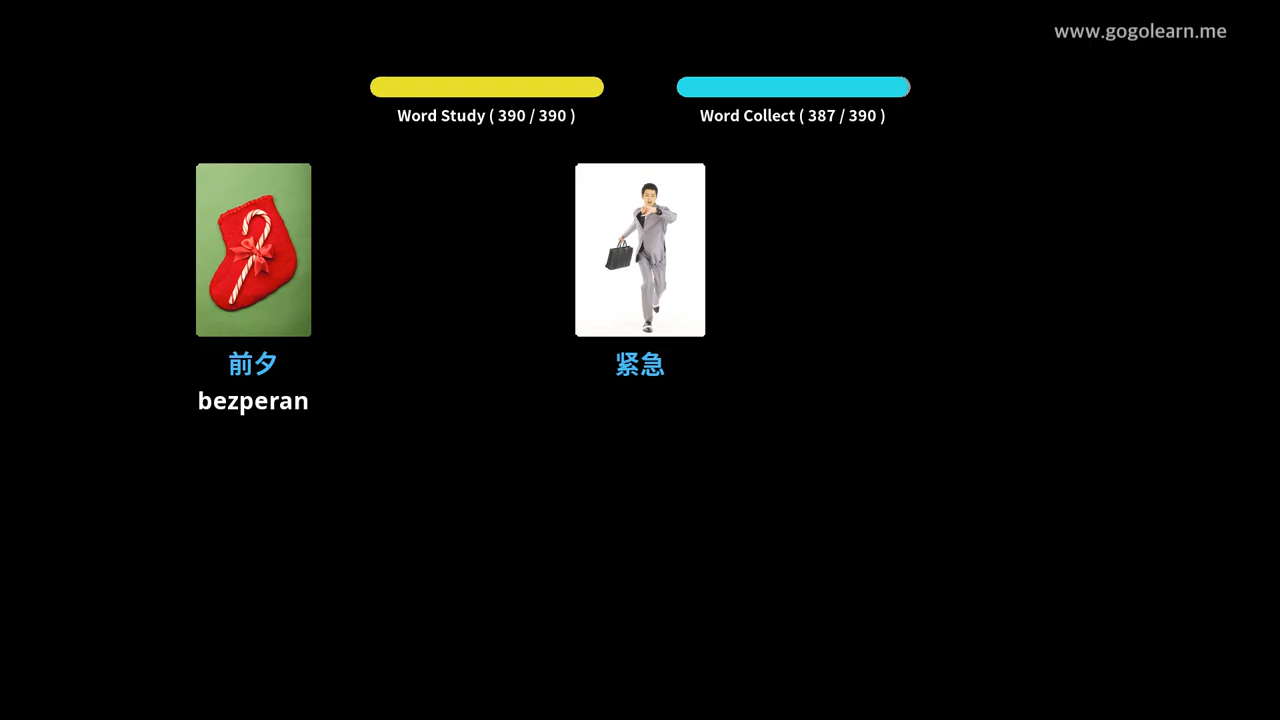 www.gogolearn.me
Word Study ( 390 / 390 )
Word Collect ( 387 / 390 )
前夕
bezperan
紧急